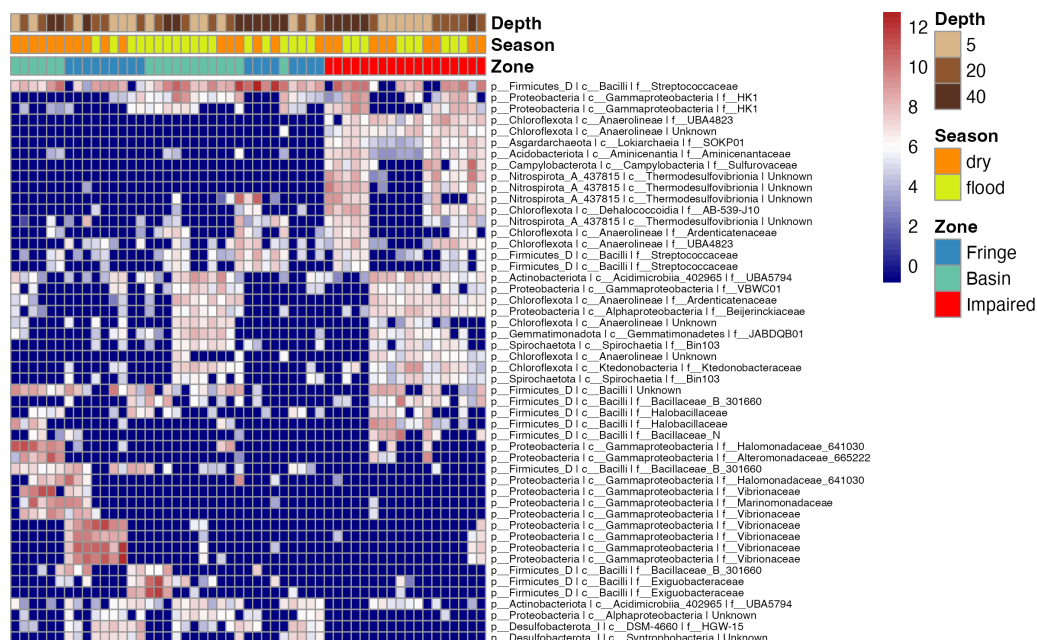 Depth
Season
Zone
p__Firmicutes_D | c__Bacilli | f__Streptococcaceae
p__Proteobacteria | c__Gammaproteobacteria | f__HK1
p__Proteobacteria | c__Gammaproteobacteria | f__HK1
p__Chloroflexota | c__Anaerolineae | f__UBA4823
p__Chloroflexota | c__Anaerolineae | Unknown
p__Asgardarchaeota | c__Lokiarchaeia | f__SOKP01
p__Acidobacteriota | c__Aminicenantia | f__Aminicenantaceae
p__Campylobacterota | c__Campylobacteria | f__Sulfurovaceae
p__Nitrospirota_A_437815 | c__Thermodesulfovibrionia | Unknown
p__Nitrospirota_A_437815 | c__Thermodesulfovibrionia | Unknown
p__Nitrospirota_A_437815 | c__Thermodesulfovibrionia | Unknown
p__Chloroflexota | c__Dehalococcoidia | f__AB-539-J10
p__Nitrospirota_A_437815 | c__Thermodesulfovibrionia | Unknown
p__Chloroflexota | c__Anaerolineae | f__Ardenticatenaceae
p__Chloroflexota | c__Anaerolineae | f__UBA4823
p__Firmicutes_D | c__Bacilli | f__Streptococcaceae
p__Firmicutes_D | c__Bacilli | f__Streptococcaceae
p__Actinobacteriota | c__Acidimicrobiia_402965 | f__UBA5794
p__Proteobacteria | c__Gammaproteobacteria | f__VBWC01
p__Chloroflexota | c__Anaerolineae | f__Ardenticatenaceae
p__Proteobacteria | c__Alphaproteobacteria | f__Beijerinckiaceae
p__Chloroflexota | c__Anaerolineae | Unknown
p__Gemmatimonadota | c__Gemmatimonadetes | f__JABDQB01
p__Spirochaetota | c__Spirochaetia | f__Bin103
p__Chloroflexota | c__Anaerolineae | Unknown
p__Chloroflexota | c__Ktedonobacteria | f__Ktedonobacteraceae
p__Spirochaetota | c__Spirochaetia | f__Bin103
p__Firmicutes_D | c__Bacilli | Unknown
p__Firmicutes_D | c__Bacilli | f__Bacillaceae_B_301660
p__Firmicutes_D | c__Bacilli | f__Halobacillaceae
p__Firmicutes_D | c__Bacilli | f__Halobacillaceae
p__Firmicutes_D | c__Bacilli | f__Bacillaceae_N
p__Proteobacteria | c__Gammaproteobacteria | f__Halomonadaceae_641030
p__Proteobacteria | c__Gammaproteobacteria | f__Alteromonadaceae_665222
p__Firmicutes_D | c__Bacilli | f__Bacillaceae_B_301660
p__Proteobacteria | c__Gammaproteobacteria | f__Halomonadaceae_641030
p__Proteobacteria | c__Gammaproteobacteria | f__Vibrionaceae
p__Proteobacteria | c__Gammaproteobacteria | f__Marinomonadaceae
p__Proteobacteria | c__Gammaproteobacteria | f__Vibrionaceae
p__Proteobacteria | c__Gammaproteobacteria | f__Vibrionaceae
p__Proteobacteria | c__Gammaproteobacteria | f__Vibrionaceae
p__Proteobacteria | c__Gammaproteobacteria | f__Vibrionaceae
p__Proteobacteria | c__Gammaproteobacteria | f__Vibrionaceae
p__Firmicutes_D | c__Bacilli | f__Bacillaceae_B_301660
p__Firmicutes_D | c__Bacilli | f__Exiguobacteraceae
p__Firmicutes_D | c__Bacilli | f__Exiguobacteraceae
p__Actinobacteriota | c__Acidimicrobiia_402965 | f__UBA5794
p__Proteobacteria | c__Alphaproteobacteria | Unknown
p__Desulfobacterota_I | c__DSM-4660 | f__HGW-15
p__Desulfobacterota_I | c__Syntrophobacteria | Unknown
12
10
8
6
4
2
0
Depth
5
20
40
Season
dry
flood
Zone
Fringe
Basin
Impaired